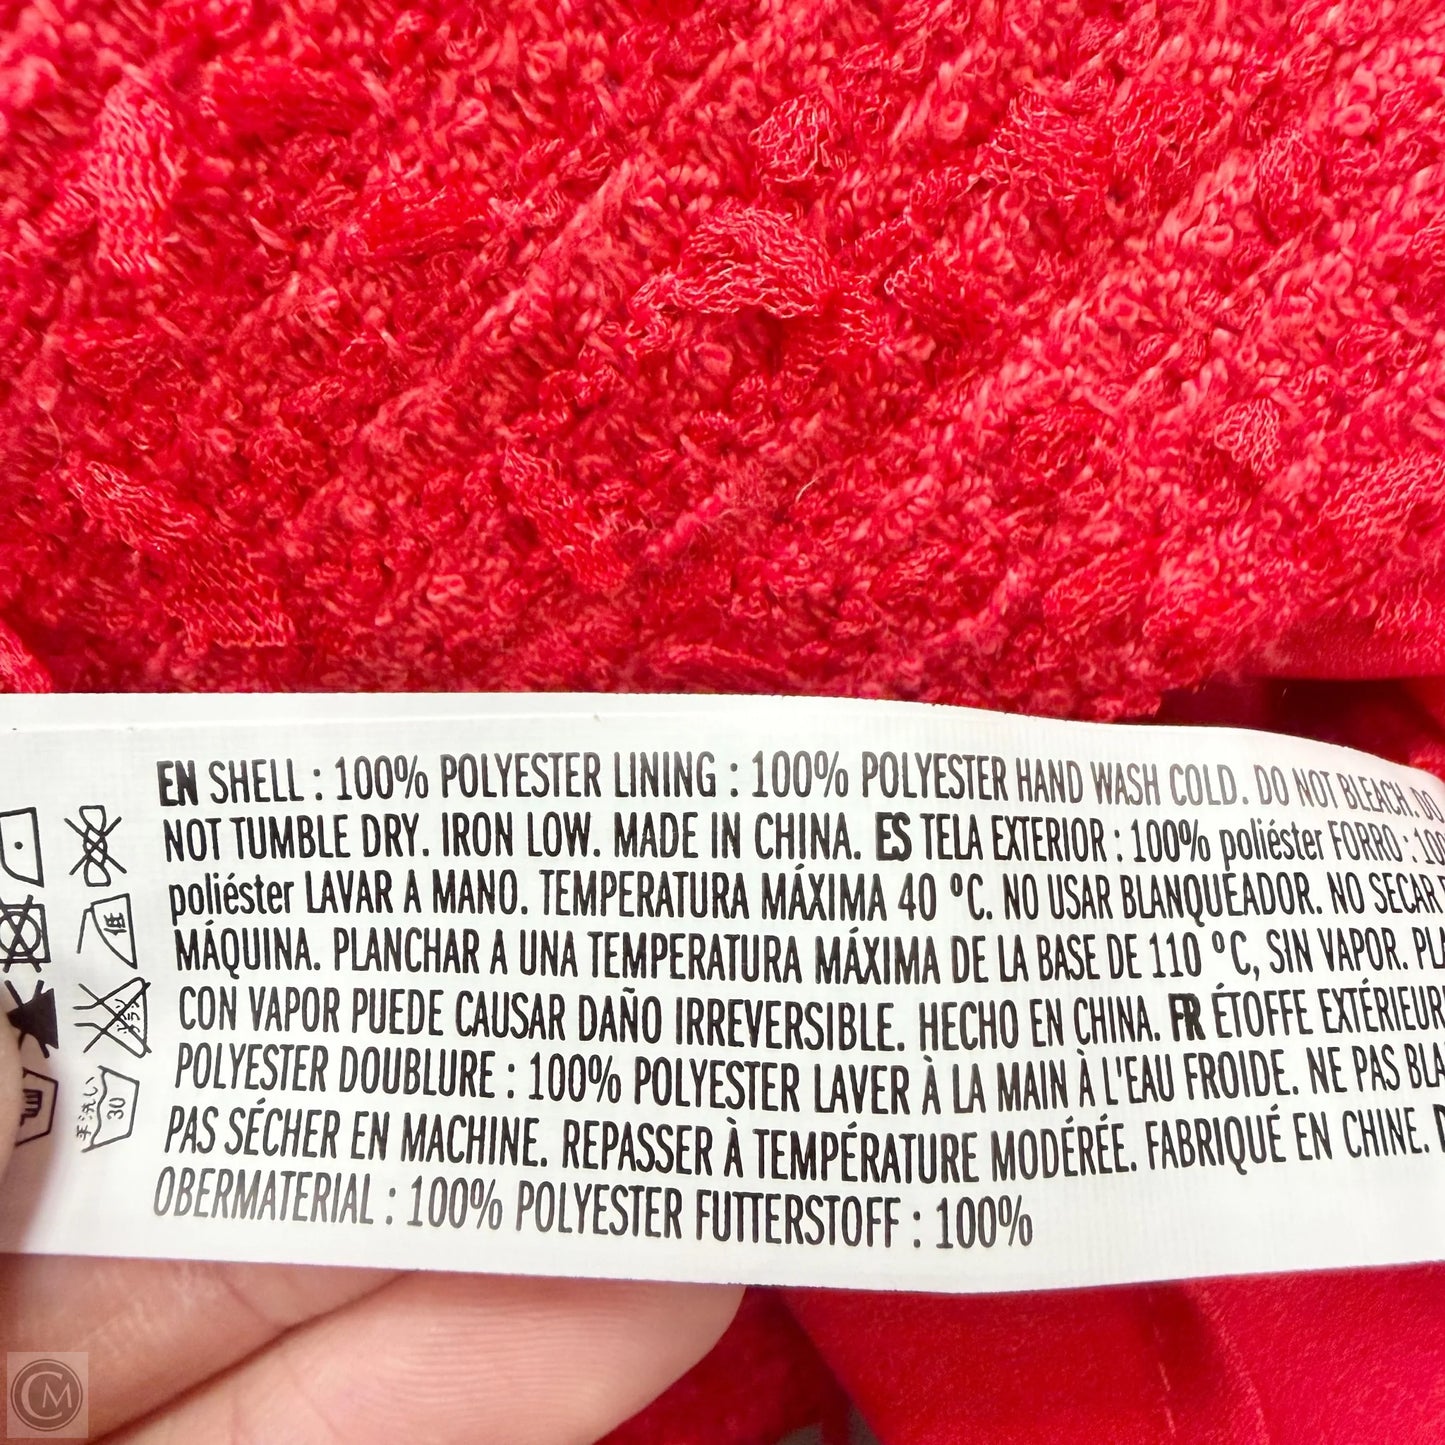 EN SHELL : 100% POLYESTER LINING : 100% POLYESTER HAND WASH COLD. DO NOT BLEACH. DO
NOT TUMBLE DRY. IRON LOW. MADE IN CHINA. ES TELA EXTERIOR : 100% poliéster FORRO :
poliéster LAVAR A MANO. TEMPERATURA MÁXIMA 40 ºC. NO USAR BLANQUEADOR. NO SECAR
MÁQUINA. PLANCHAR A UNA TEMPERATURA MÁXIMA DE LA BASE DE 110 ºC, SIN VAPOR.
CON VAPOR PUEDE CAUSAR DAÑO IRREVERSIBLE. HECHO EN CHINA. FR ÉTOFFE EXTÉRIEUR
POLYESTER DOUBLURE : 100% POLYESTER LAVER À LA MAIN À L'EAU FROIDE. NE PAS
PAS SÉCHER EN MACHINE. REPASSER À TEMPÉRATURE MODÉRÉE. FABRIQUÉ EN CHINE.
OBERMATERIAL : 100% POLYESTER FUTTERSTOFF : 100%
低
手洗い
30
CM